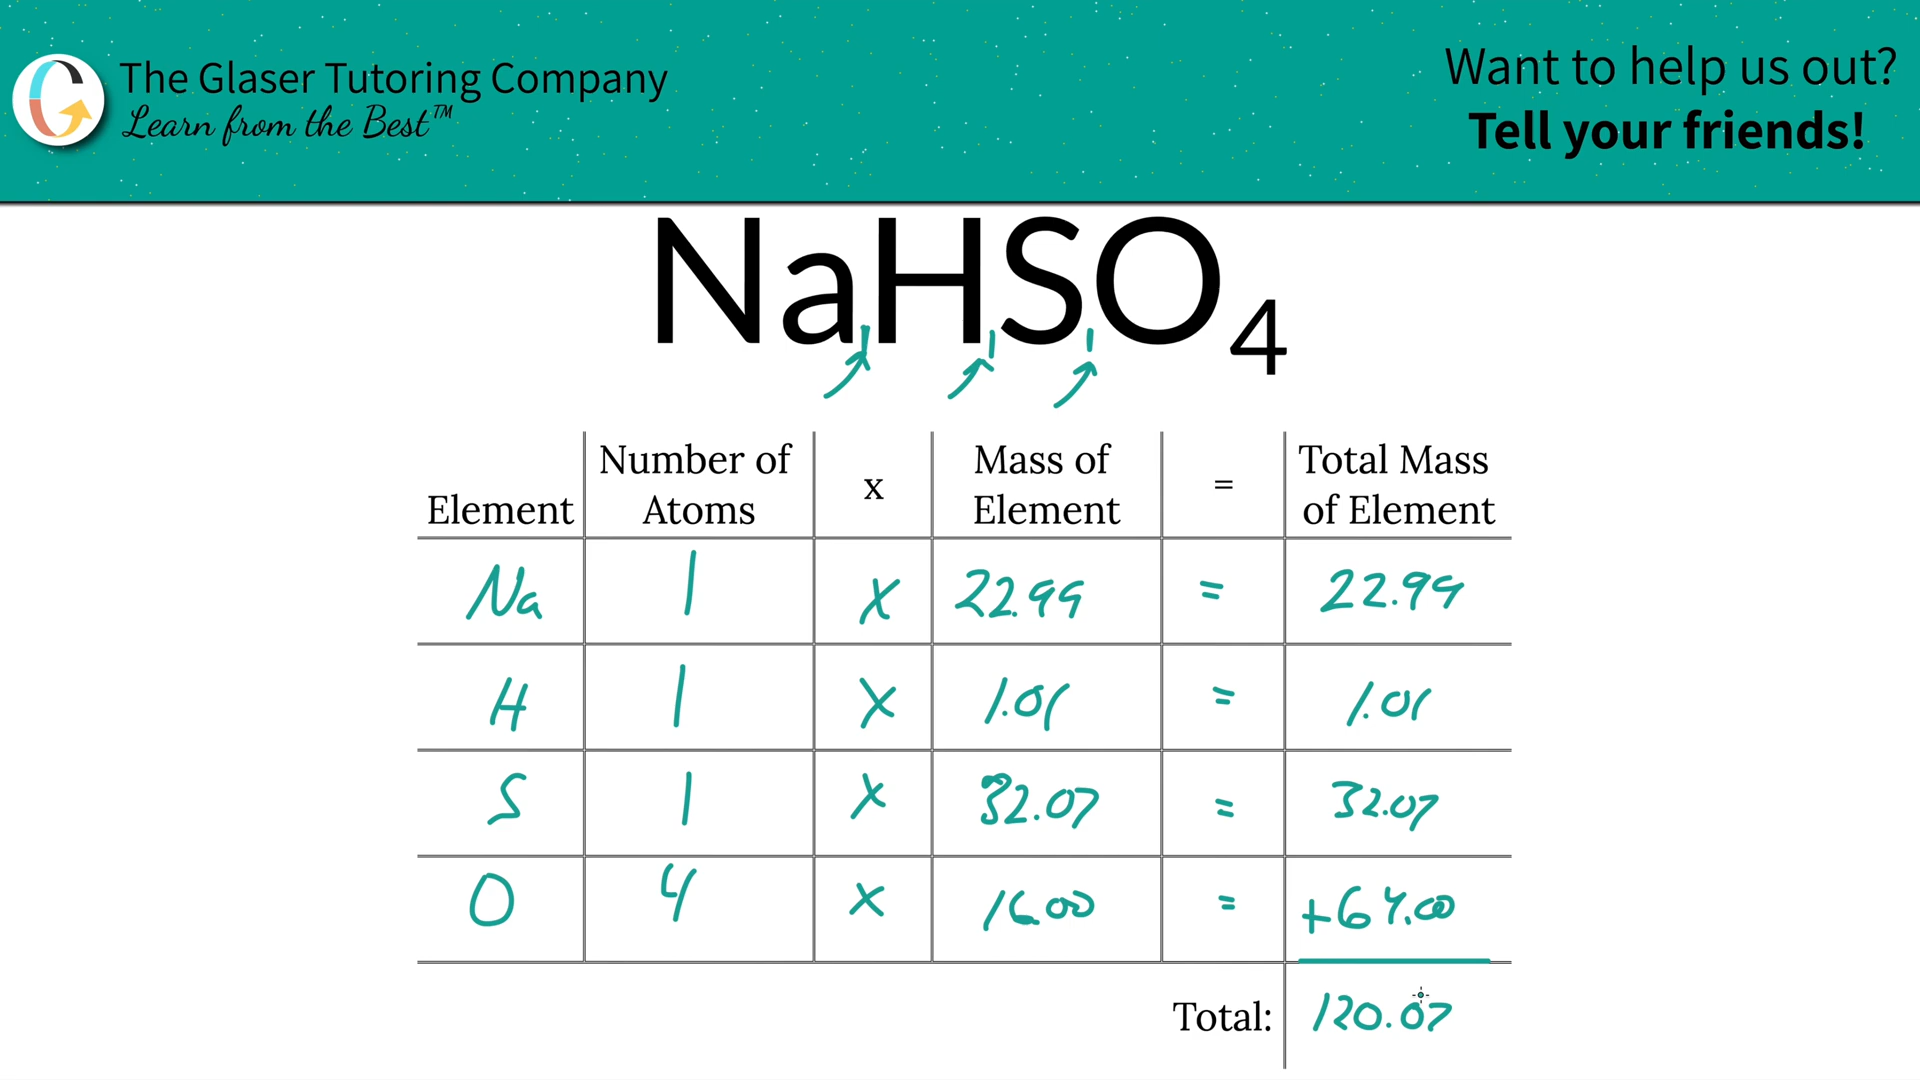 The Glaser Tutoring Company
Learn from the Best™
Want to help us out?
Tell your friends!
NaHSO₄
1 1 1
Element Number of Atoms x Mass of Element = Total Mass of Element
Na 1 x 22.99 = 22.99
H 1 x 1.01 = 1.01
S 1 x 32.07 = 32.07
O 4 x 16.00 = +64.00
Total: 120.07